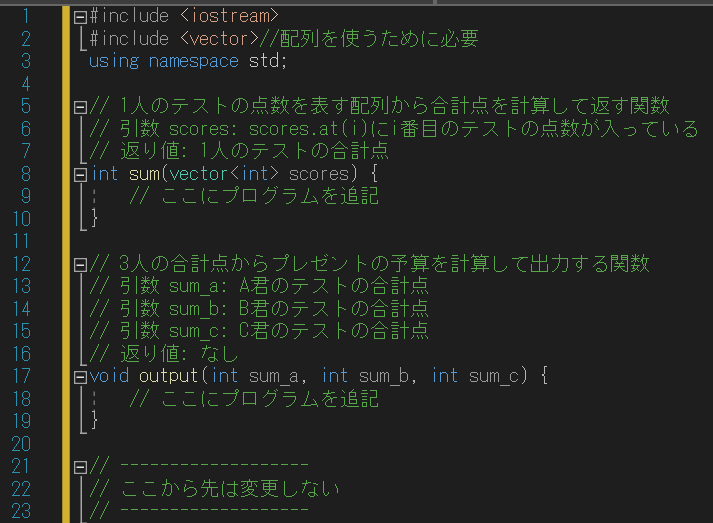 1 #include <iostream>
2 #include <vector>//配列を使うために必要
3 using namespace std;
4
5 // 1人のテストの点数を表す配列から合計点を計算して返す関数
6 // 引数 scores: scores.at(i)にi番目のテストの点数が入っている
7 // 返り値: 1人のテストの合計点
8 int sum(vector<int> scores) {
9 // ここにプログラムを追記
10 }
11
12 // 3人の合計点からプレゼントの予算を計算して出力する関数
13 // 引数 sum_a: A君のテストの合計点
14 // 引数 sum_b: B君のテストの合計点
15 // 引数 sum_c: C君のテストの合計点
16 // 返り値: なし
17 void output(int sum_a, int sum_b, int sum_c) {
18 // ここにプログラムを追記
19 }
20
21 // -------------------
22 // ここから先は変更しない
23 // -------------------